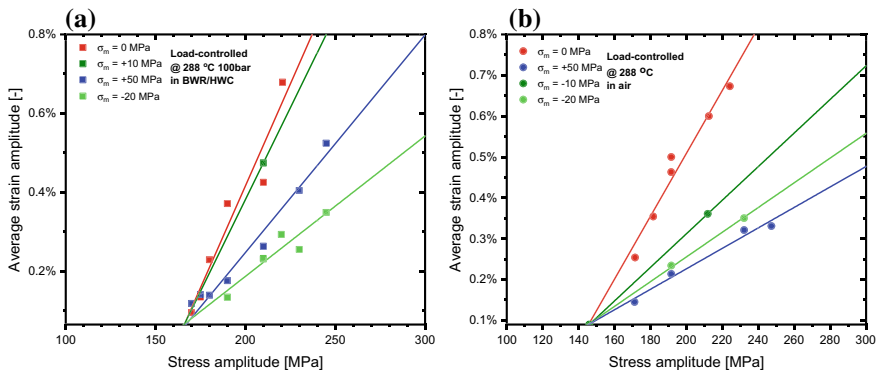 (a)
0.8%
0.6%
0.4%
0.2%
Average strain amplitude [-]
σm = 0 MPa
σm = +10 MPa
σm = +50 MPa
σm = -20 MPa
Load-controlled
@ 288 °C 100bar
in BWR/HWC
100
150
200
250
300
Stress amplitude [MPa]
(b)
0.8%
0.7%
0.5%
0.4%
0.3%
0.1%
Average strain amplitude [-]
σm = 0 MPa
σm = +50 MPa
σm = -10 MPa
σm = -20 MPa
Load-controlled
@ 288 °C
in air
100
120
140
160
180
200
220
240
260
280
300
Stress amplitude [MPa]